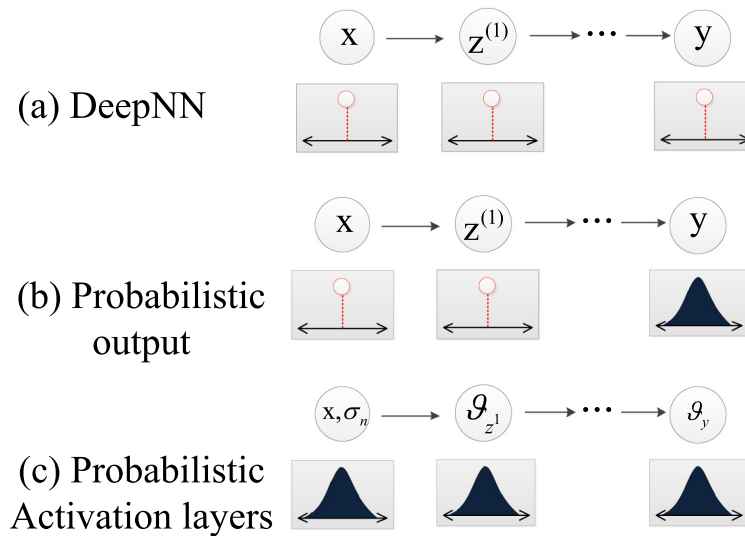 x z(1) ··· y
(a) DeepNN
x z(1) ··· y
(b) Probabilistic
output
x,σn ϑz1 ··· ϑy
(c) Probabilistic
Activation layers